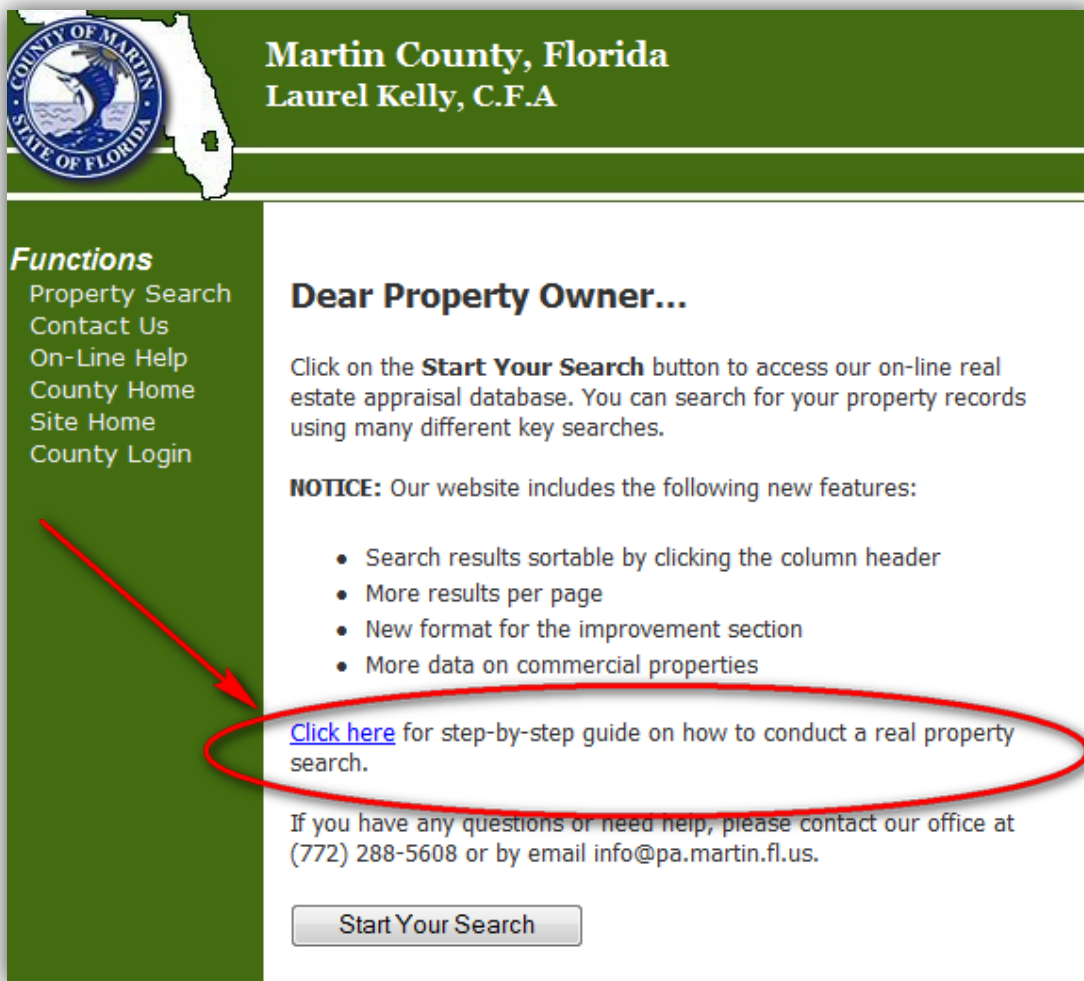 COUNTY OF MARTIN
STATE OF FLORIDA
Martin County, Florida
Laurel Kelly, C.F.A
Functions
Property Search
Contact Us
On-Line Help
County Home
Site Home
County Login
Dear Property Owner...
Click on the Start Your Search button to access our on-line real
estate appraisal database. You can search for your property records
using many different key searches.
NOTICE: Our website includes the following new features:
• Search results sortable by clicking the column header
• More results per page
• New format for the improvement section
• More data on commercial properties
Click here for step-by-step guide on how to conduct a real property
search.
If you have any questions or need help, please contact our office at
(772) 288-5608 or by email info@pa.martin.fl.us.
Start Your Search